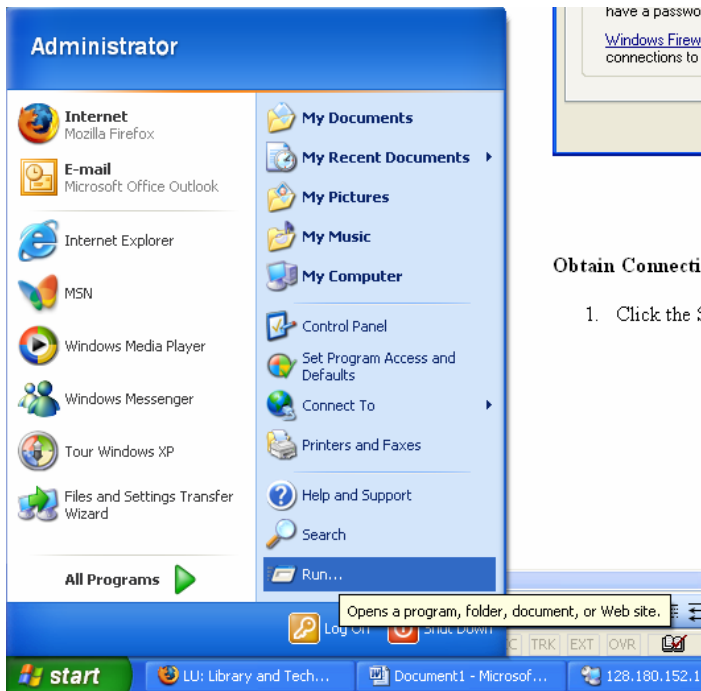 have a passwo
Windows Firew
connections to
Administrator
Internet
Mozilla Firefox
E-mail
Microsoft Office Outlook
Internet Explorer
MSN
Windows Media Player
Windows Messenger
Tour Windows XP
Files and Settings Transfer
Wizard
All Programs
My Documents
My Recent Documents
My Pictures
My Music
My Computer
Control Panel
Set Program Access and
Defaults
Connect To
Printers and Faxes
Help and Support
Search
Run...
Obtain Connecti
1. Click the S
Opens a program, folder, document, or Web site.
Log Off
Shut Down
TRK EXT OVR
start
LU: Library and Tech...
Document1 - Microsof...
128.180.152.1